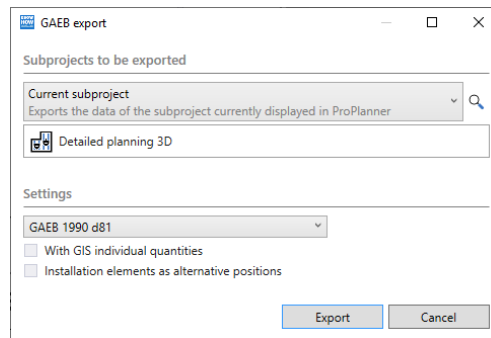 GAEB export
Subprojects to be exported
Current subproject
Exports the data of the subproject currently displayed in ProPlanner
Detailed planning 3D
Settings
GAEB 1990 d81
With GIS individual quantities
Installation elements as alternative positions
Export
Cancel